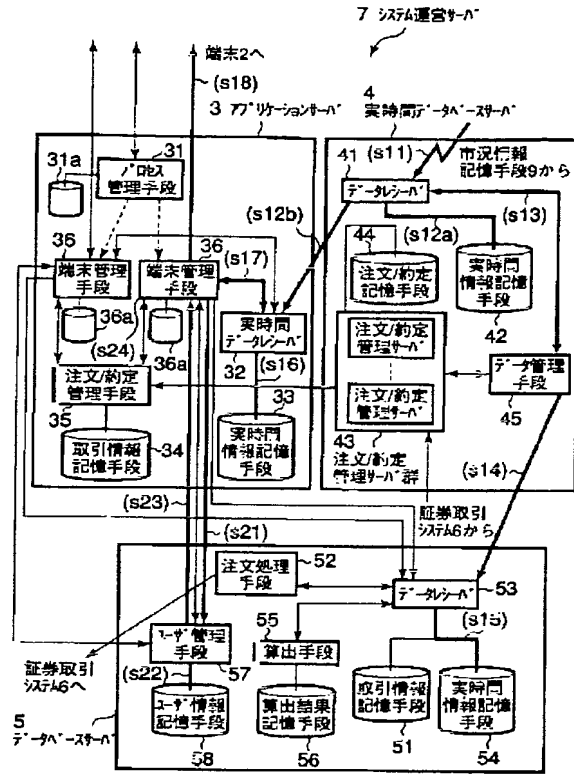 7 システム運営サーバ
端末2へ
(s18)
3 アプリケーションサーバ
4
実時間データベースサーバ
31a
31
プロセス
管理手段
(s11)
41
データレシーバ
市況情報
記憶手段9から
(s12b)
(s13)
(s12a)
36
端末管理
手段
36
端末管理
手段
(s17)
44
注文/約定
記憶手段
実時間
情報記憶
手段
42
36a
(s24)
36a
実時間
データレシーバ
32
(s16)
注文/約定
管理サーバ
注文/約定
管理サーバ
データ管理
手段
45
注文/約定
管理手段
35
33
34
取引情報
記憶手段
実時間
情報記憶
手段
43
注文/約定
管理サーバ群
(s14)
(s23)
(s21)
証券取引
システム6から
52
注文処理
手段
53
データレシーバ
(s15)
ユーザ管理
手段
57
55
算出手段
証券取引
システム6へ
(s22)
5
データベースサーバ
ユーザ情報
記憶手段
58
算出結果
記憶手段
56
取引情報
記憶手段
51
実時間
情報記憶
手段
54